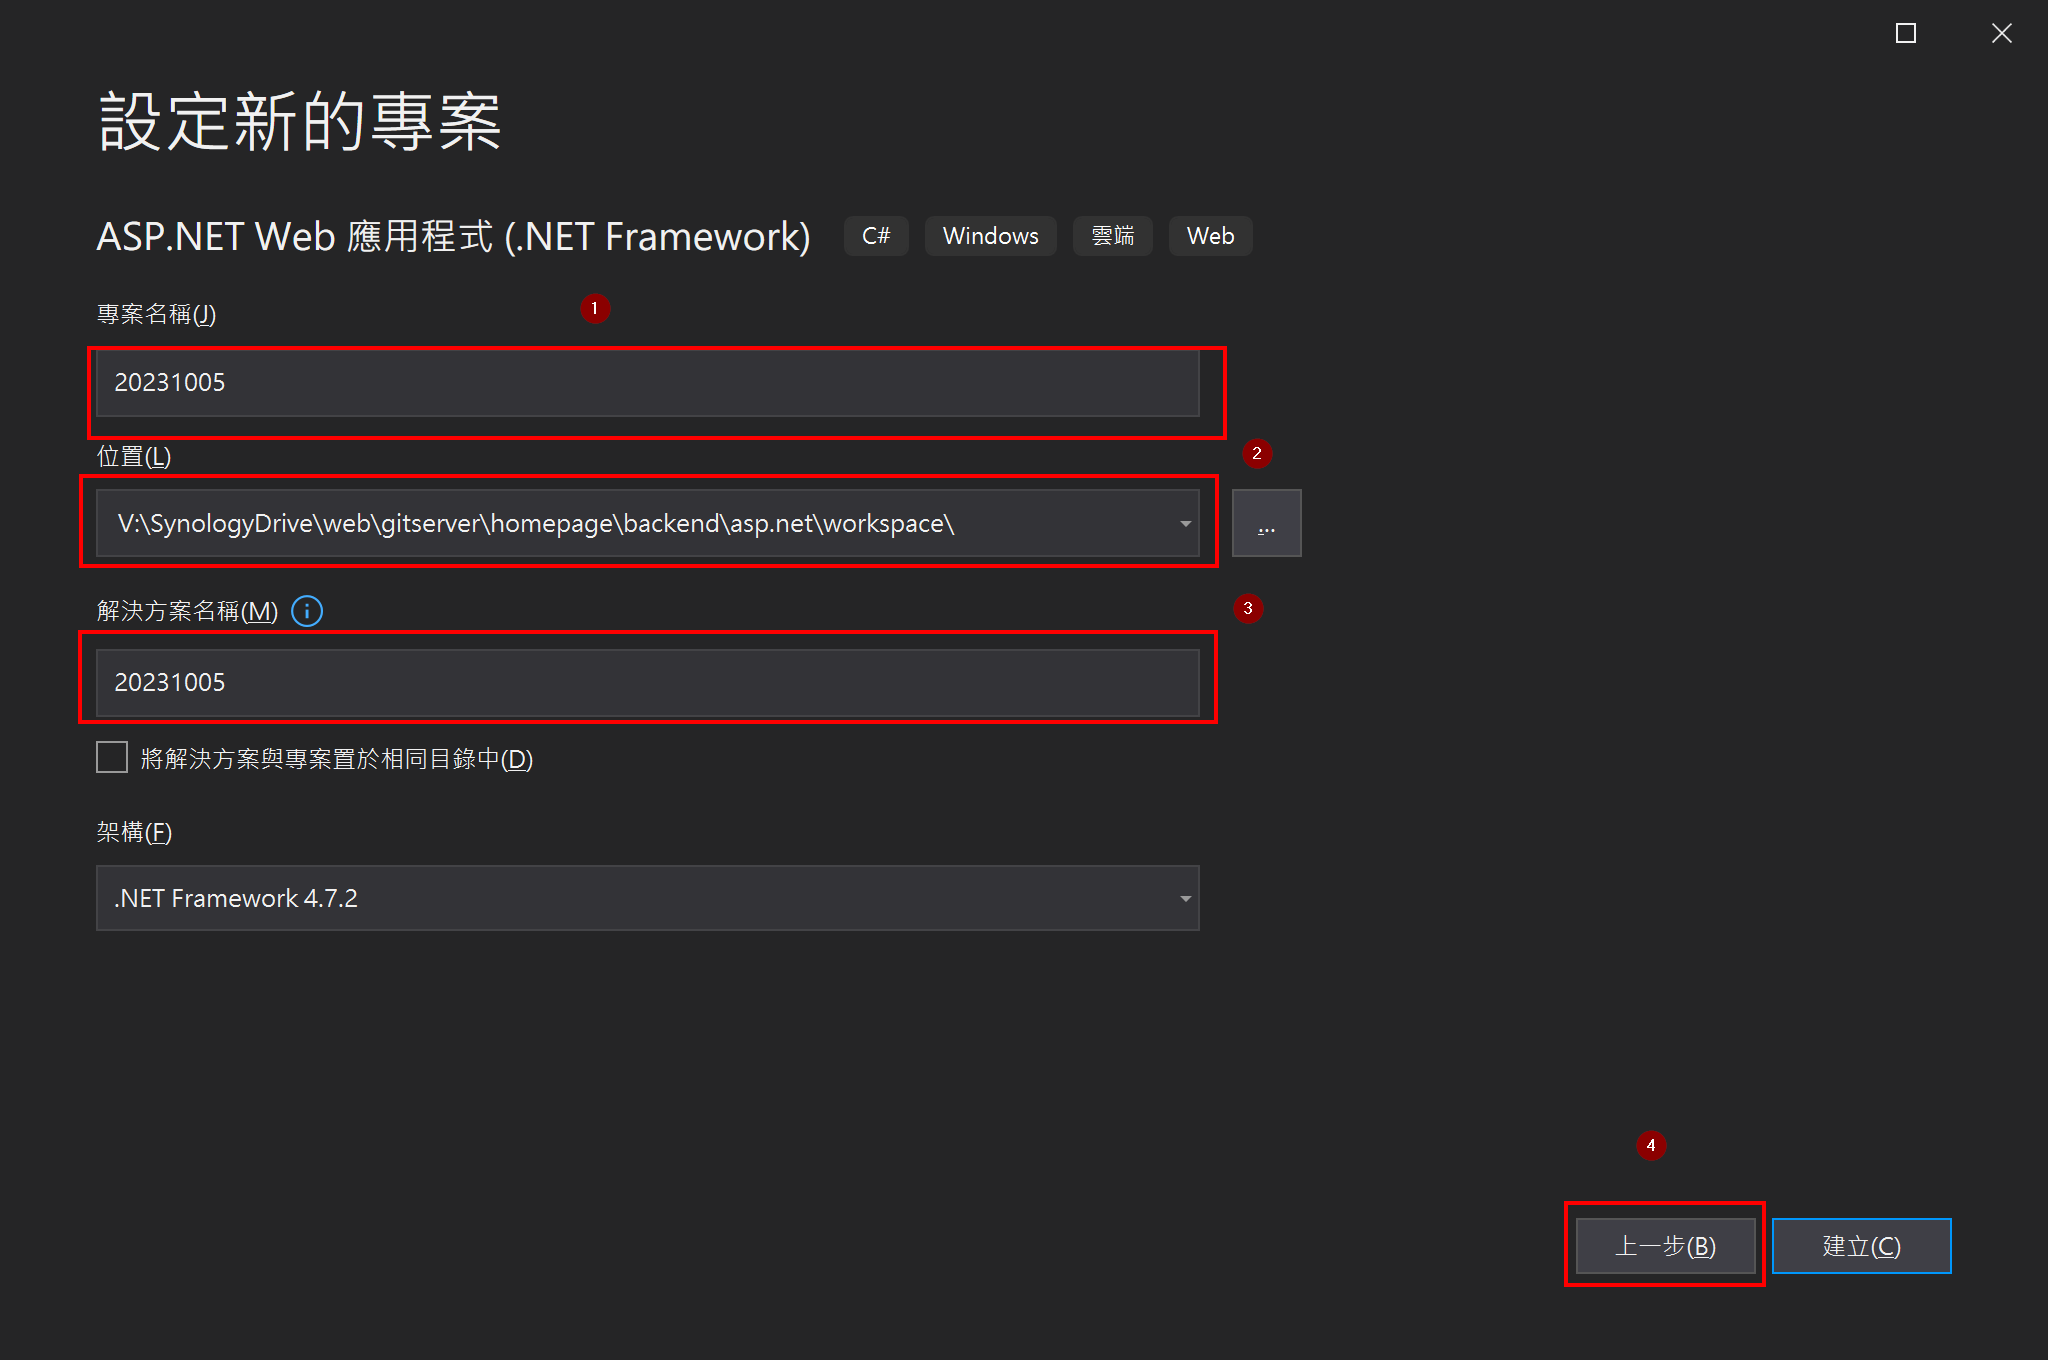 設定新的專案
ASP.NET Web 應用程式 (.NET Framework) C# Windows 雲端 Web
專案名稱(J) 1
20231005
位置(L) 2
V:\SynologyDrive\web\gitserver\homepage\backend\asp.net\workspace\ ...
解決方案名稱(M) i 3
20231005
將解決方案與專案置於相同目錄中(D)
架構(F)
.NET Framework 4.7.2
4
上一步(B) 建立(C)